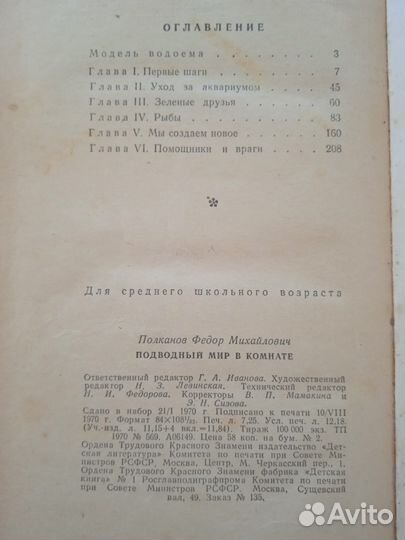 ОГЛАВЛЕНИЕ
Модель водоема . . . . . . . . 3
Глава I. Первые шаги . . . . . . 7
Глава II. Уход за аквариумом . . . . 45
Глава III. Зеленые друзья . . . . . 60
Глава IV. Рыбы . . . . . . . . 83
Глава V. Мы создаем новое . . . . . 160
Глава VI. Помощники и враги . . . . 208
Для среднего школьного возраста
Полканов Федор Михайлович
ПОДВОДНЫЙ МИР В КОМНАТЕ
Ответственный редактор Г. А. Иванова. Художественный
редактор Н. З. Левинская. Технический редактор
Н. И. Федорова. Корректоры В. П. Мамакина и
Э. Н. Сизова.
Сдано в набор 21/I 1970 г. Подписано к печати 10/VIII
1970 г. Формат 84×108 1/32. Печ. л. 7,25. Усл. печ. л. 12,18.
(Уч.-изд. л. 11,15+4 вкл.=11,84). Тираж 100 000 экз. ТП
1970 № 569. А06149. Цена 58 коп. на бум. № 2.
Ордена Трудового Красного Знамени издательство «Дет-
ская литература» Комитета по печати при Совете Ми-
нистров РСФСР, Москва, Центр, М. Черкасский пер., 1.
Ордена Трудового Красного Знамени фабрика «Детская
книга» № 1 Росглавполиграфпрома Комитета по печати
при Совете Министров РСФСР. Москва, Сущевский
вал, 49. Заказ № 135.
Avito